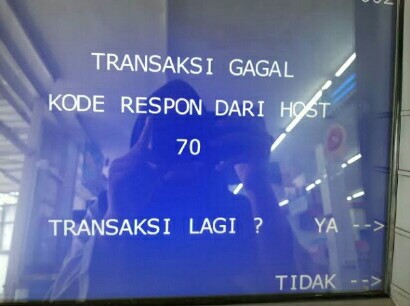 TRANSAKSI GAGAL
KODE RESPON DARI HOST
70
TRANSAKSI LAGI ? YA -->
TIDAK -->